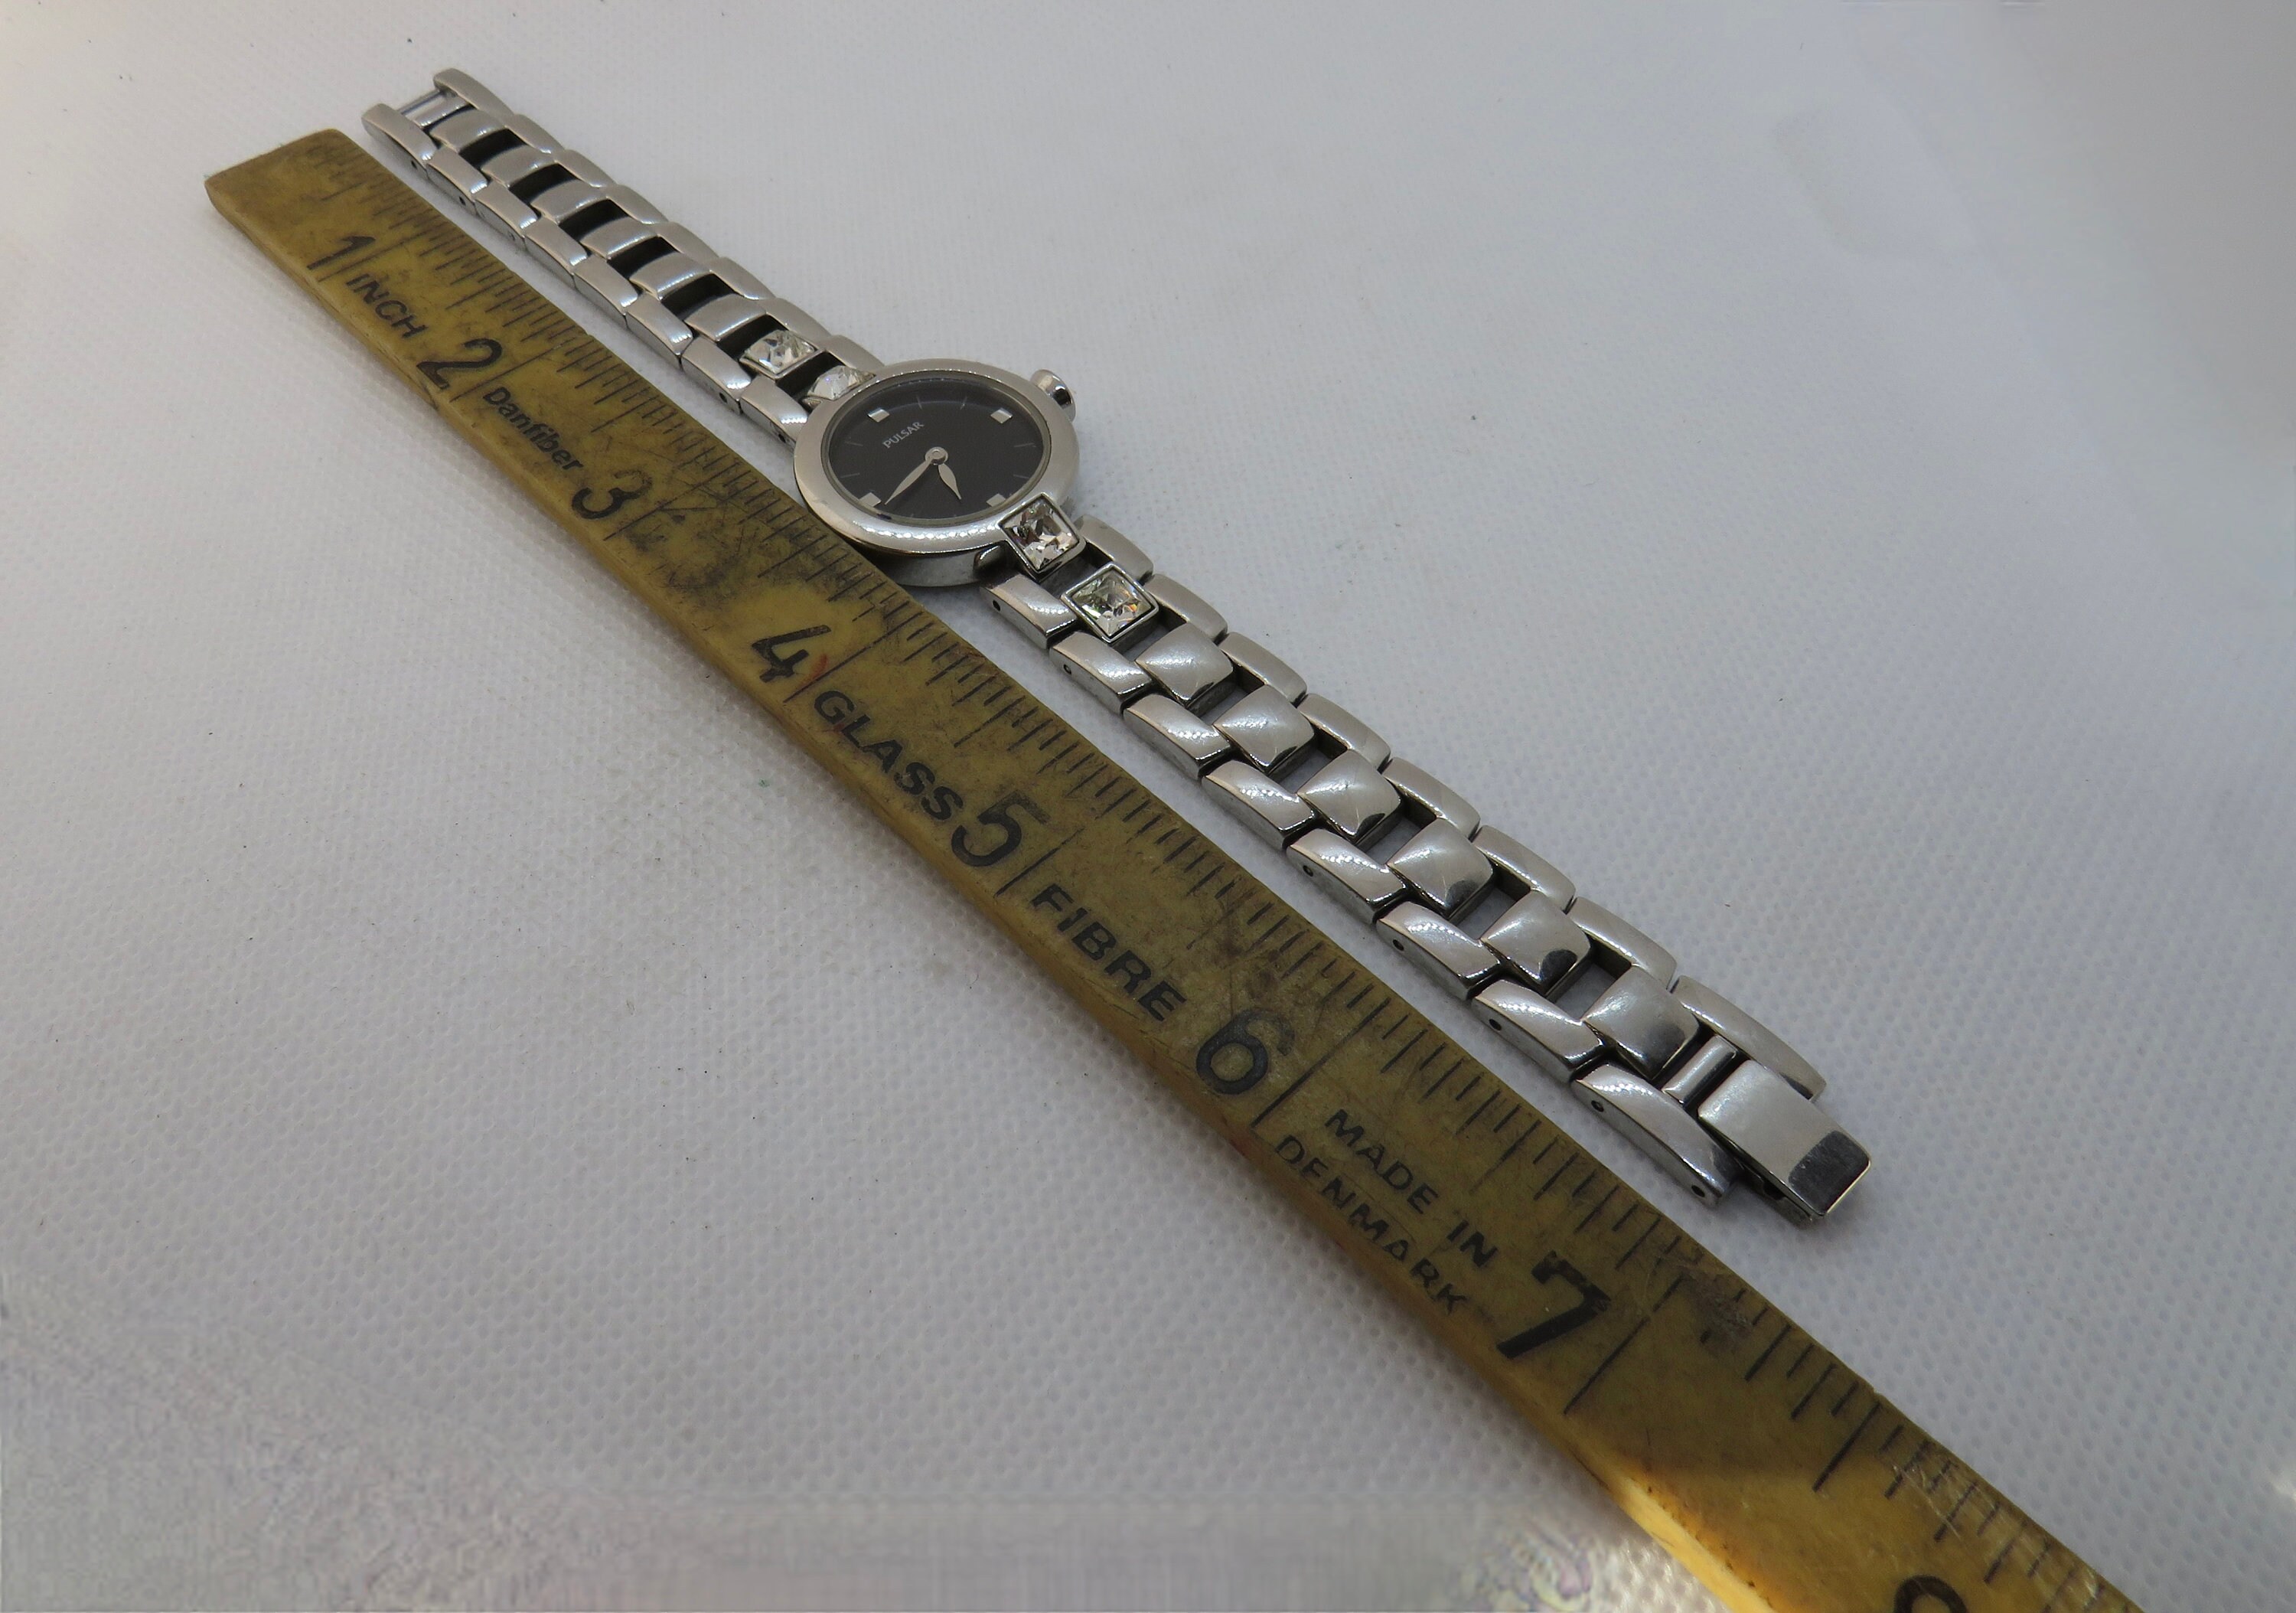 PULSAR
1 INCH 2 Danfiber 3 4 GLASS 5 FIBRE 6 MADE IN 7
DENMARK